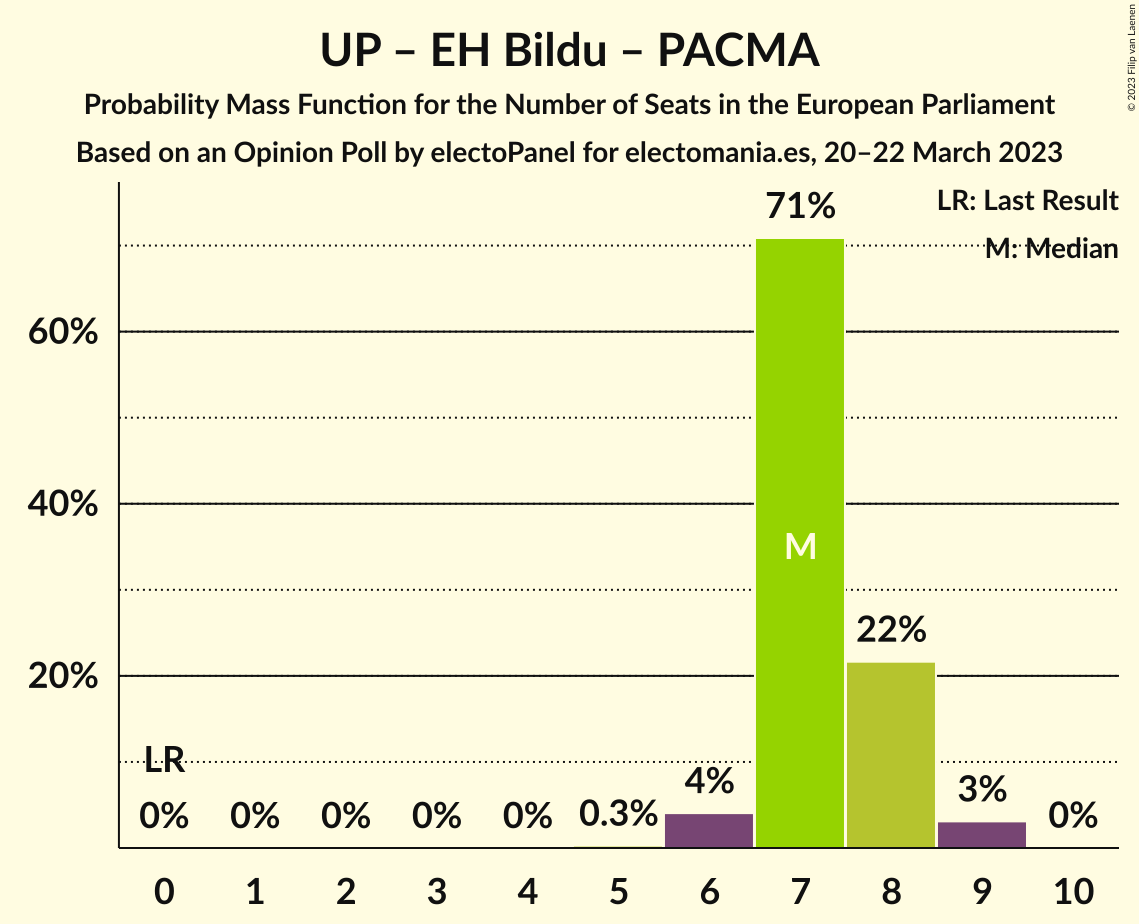 UP – EH Bildu – PACMA
Probability Mass Function for the Number of Seats in the European Parliament
Based on an Opinion Poll by electoPanel for electomania.es, 20–22 March 2023
© 2023 Filip van Laenen
LR: Last Result
M: Median
71%
60%
40%
M
22%
20%
LR
0% 0% 0% 0% 0% 0.3% 4% 3% 0%
0 1 2 3 4 5 6 7 8 9 10